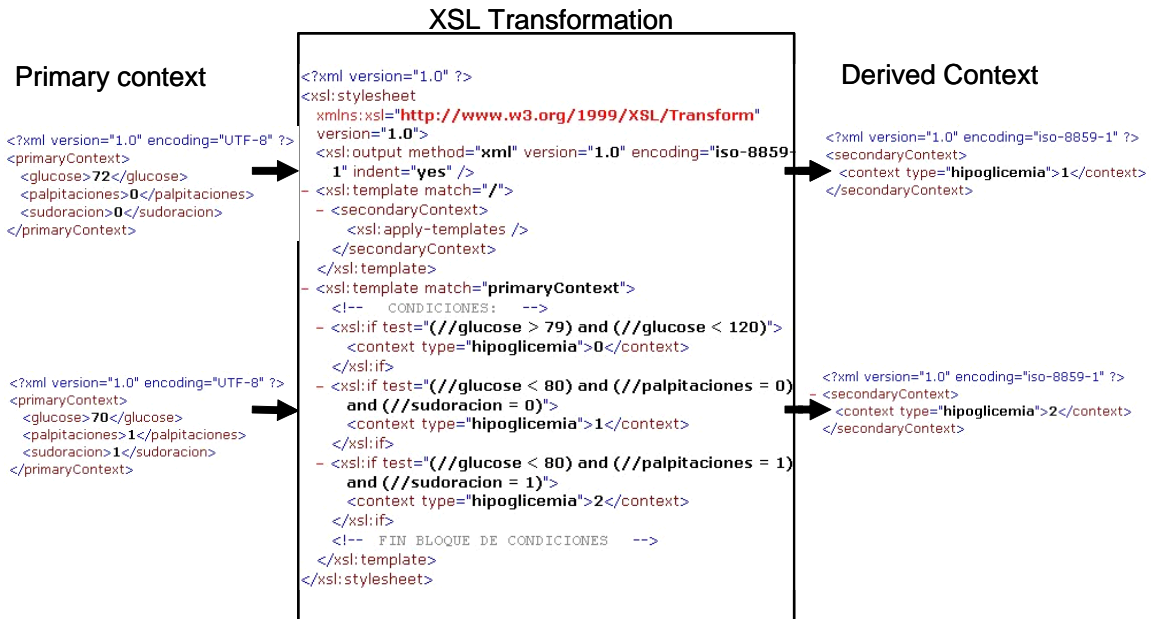 XSL Transformation
Primary context
<?xml version="1.0" encoding="UTF-8" ?>
<primaryContext>
<glucose>72</glucose>
<palpitaciones>0</palpitaciones>
<sudoracion>0</sudoracion>
</primaryContext>
<?xml version="1.0" encoding="UTF-8" ?>
<primaryContext>
<glucose>70</glucose>
<palpitaciones>1</palpitaciones>
<sudoracion>1</sudoracion>
</primaryContext>
<?xml version="1.0" ?>
<xsl:stylesheet
xmlns:xsl="http://www.w3.org/1999/XSL/Transform"
version="1.0">
<xsl:output method="xml" version="1.0" encoding="iso-8859-
1" indent="yes" />
- <xsl:template match="/">
- <secondaryContext>
<xsl:apply-templates />
</secondaryContext>
</xsl:template>
- <xsl:template match="primaryContext">
<!-- CONDICIONES: -->
- <xsl:if test="(//glucose > 79) and (//glucose < 120)">
<context type="hipoglicemia">0</context>
</xsl:if>
- <xsl:if test="(//glucose < 80) and (//palpitaciones = 0)
and (//sudoracion = 0)">
<context type="hipoglicemia">1</context>
</xsl:if>
- <xsl:if test="(//glucose < 80) and (//palpitaciones = 1)
and (//sudoracion = 1)">
<context type="hipoglicemia">2</context>
</xsl:if>
<!-- FIN BLOQUE DE CONDICIONES -->
</xsl:template>
</xsl:stylesheet>
Derived Context
<?xml version="1.0" encoding="iso-8859-1" ?>
<secondaryContext>
<context type="hipoglicemia">1</context>
</secondaryContext>
<?xml version="1.0" encoding="iso-8859-1" ?>
- <secondaryContext>
<context type="hipoglicemia">2</context>
</secondaryContext>